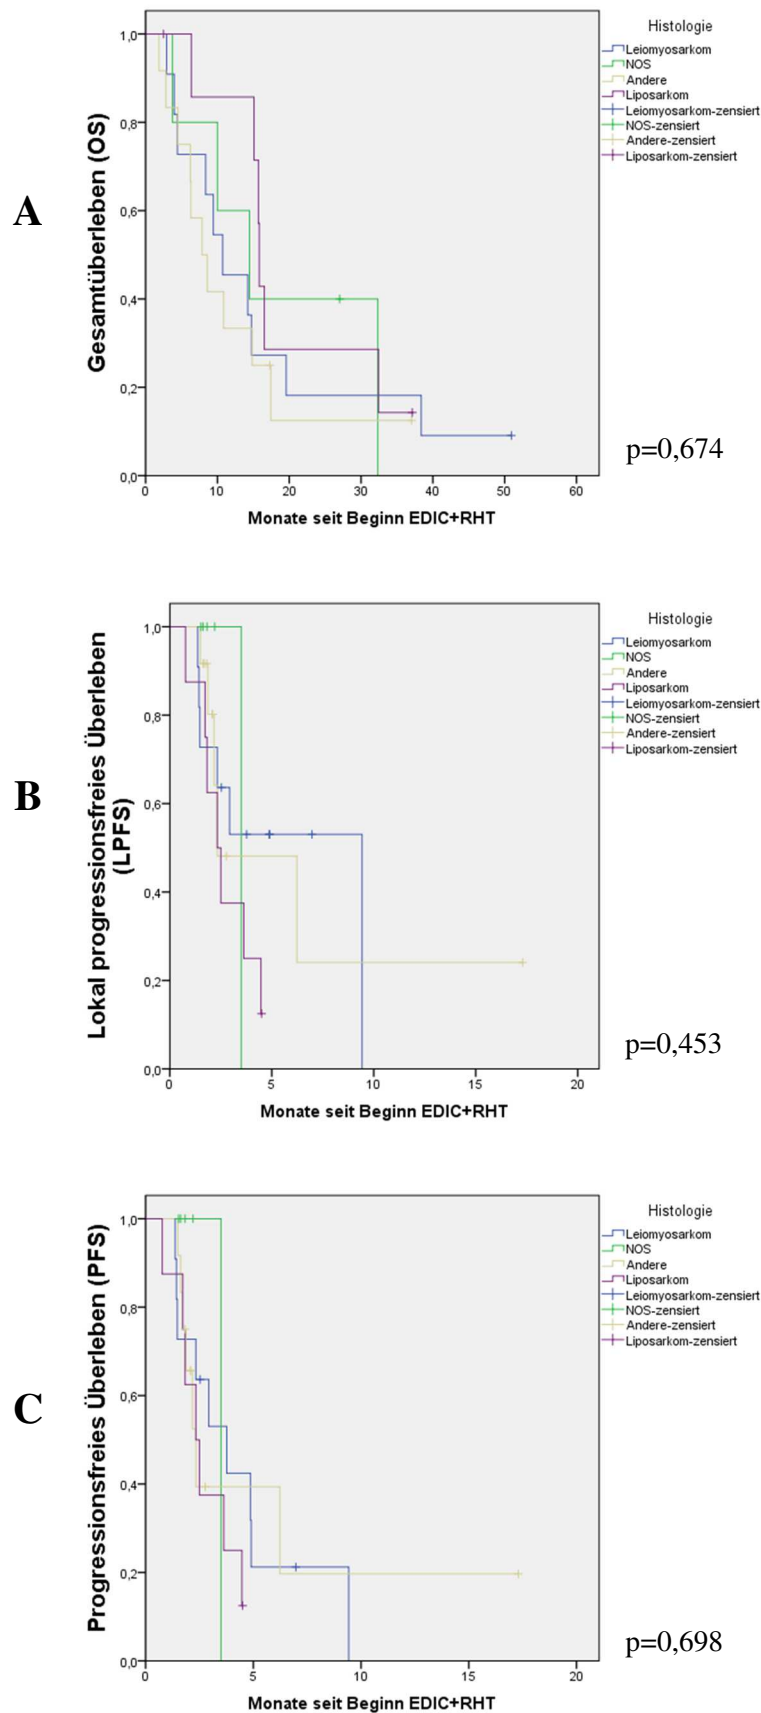 A
Gesamtüberleben (OS)
1,0
0,8
0,6
0,4
0,2
0,0
0 10 20 30 40 50 60
Monate seit Beginn EDIC+RHT
Histologie
Leiomyosarkom
NOS
Andere
Liposarkom
Leiomyosarkom-zensiert
NOS-zensiert
Andere-zensiert
Liposarkom-zensiert
p=0,674
B
Lokal progressionsfreies Überleben
(LPFS)
1,0
0,8
0,6
0,4
0,2
0,0
0 5 10 15 20
Monate seit Beginn EDIC+RHT
Histologie
Leiomyosarkom
NOS
Andere
Liposarkom
Leiomyosarkom-zensiert
NOS-zensiert
Andere-zensiert
Liposarkom-zensiert
p=0,453
C
Progressionsfreies Überleben (PFS)
1,0
0,8
0,6
0,4
0,2
0,0
0 5 10 15 20
Monate seit Beginn EDIC+RHT
Histologie
Leiomyosarkom
NOS
Andere
Liposarkom
Leiomyosarkom-zensiert
NOS-zensiert
Andere-zensiert
Liposarkom-zensiert
p=0,698